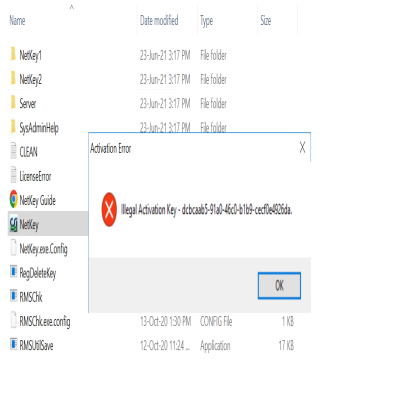 Name Date modified Type Size
NetKey1 23-Jun-21 3:17 PM File folder
NetKey2 23-Jun-21 3:17 PM File folder
Server 23-Jun-21 3:17 PM File folder
SysAdminHelp 23-Jun-21 3:17 PM File folder
CLEAN
Activation Error
LicenseError
NetKey Guide
Illegal Activation Key - dcbcaab5-91a0-46c0-b1b9-cecf0e4926da.
NetKey
NetKey.exe.Config
RegDeleteKey
OK
RMSChk
RMSChk.exe.config 13-Oct-20 1:30 PM CONFIG File 1 KB
RMSUtilSave 12-Oct-20 11:24 ... Application 17 KB